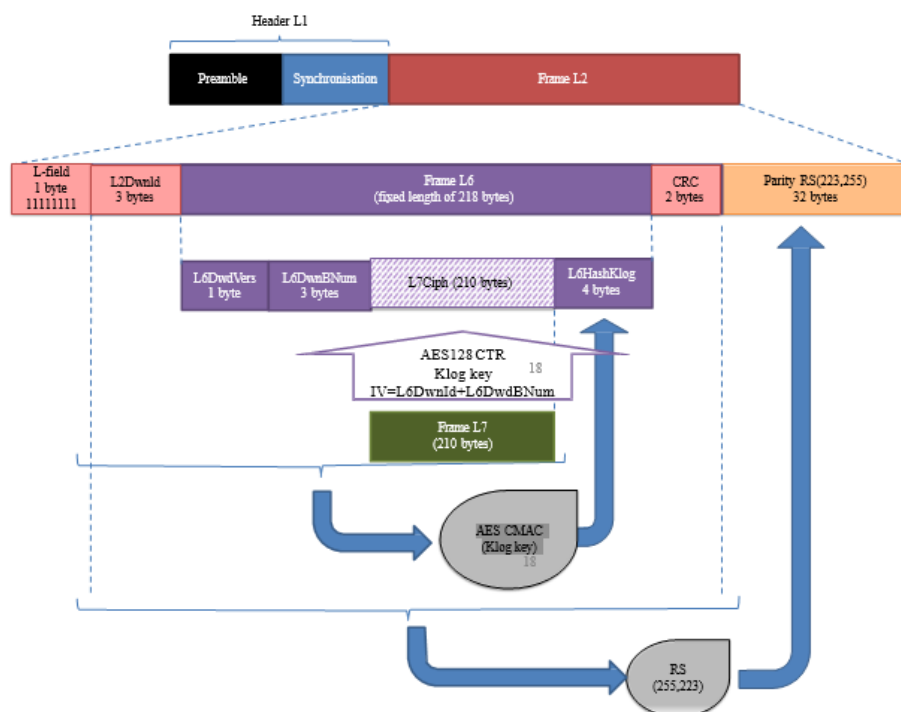 Header L1
Preamble
Synchronisation
Frame L2
L-field
1 byte
11111111
L2DwnId
3 bytes
Frame L6
(fixed length of 218 bytes)
CRC
2 bytes
Parity RS(223,255)
32 bytes
L6DwdVers
1 byte
L6DwnBNum
3 bytes
L7Ciph (210 bytes)
L6HashKlog
4 bytes
AES128 CTR
Klog key
18
IV=L6DwnId+L6DwdBNum
Frame L7
(210 bytes)
AES CMAC
(Klog key)
18
RS
(255,223)